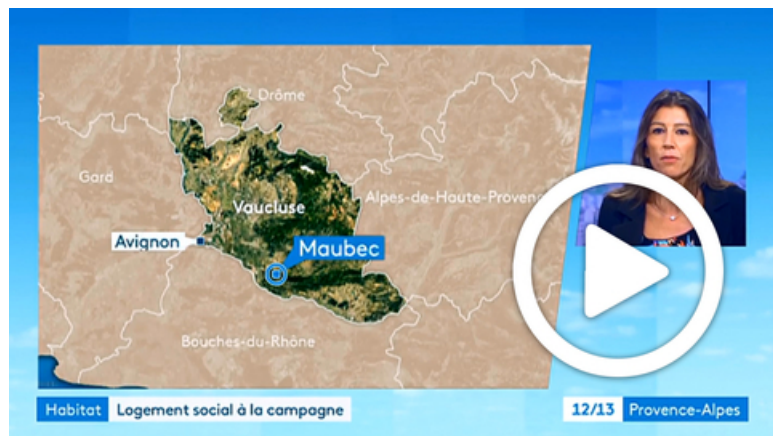 Drôme
Gard
Alpes-de-Haute-Provenc
Vaucluse
Avignon
Maubec
Bouches-du-Rhône
Habitat Logement social à la campagne
12/13 Provence-Alpes